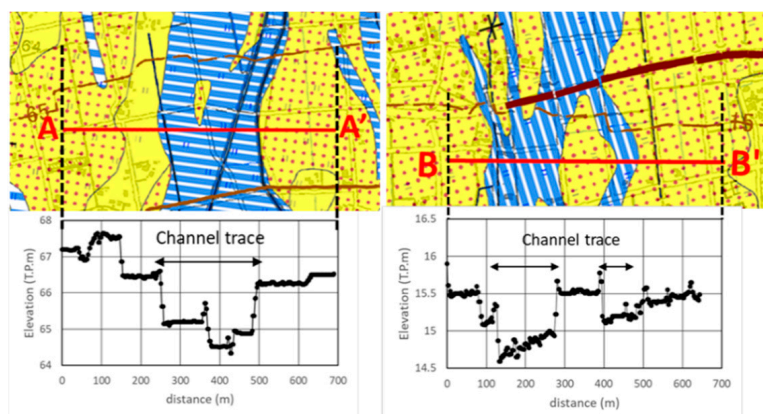 64
65
A
A'
B
B'
68
67
66
65
64
Elevation (T.P.m)
Channel trace
0 100 200 300 400 500 600 700
distance (m)
16.5
16
15.5
15
14.5
Elevation (T.P.m)
Channel trace
0 100 200 300 400 500 600 700
distance (m)